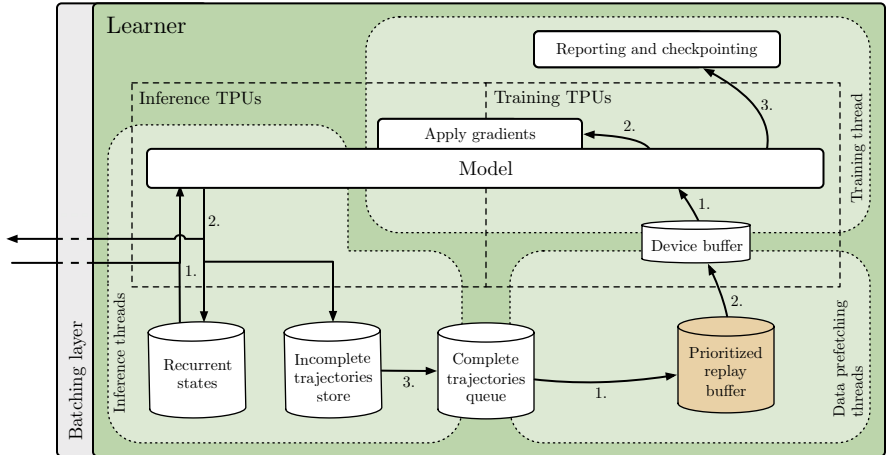 Learner
Reporting and checkpointing
Inference TPUs
Training TPUs
3.
Apply gradients
2.
Training thread
Model
1.
2.
Device buffer
1.
2.
Batching layer
Inference threads
Recurrent
states
Incomplete
trajectories
store
3.
Complete
trajectories
queue
1.
Prioritized
replay
buffer
Data prefetching
threads